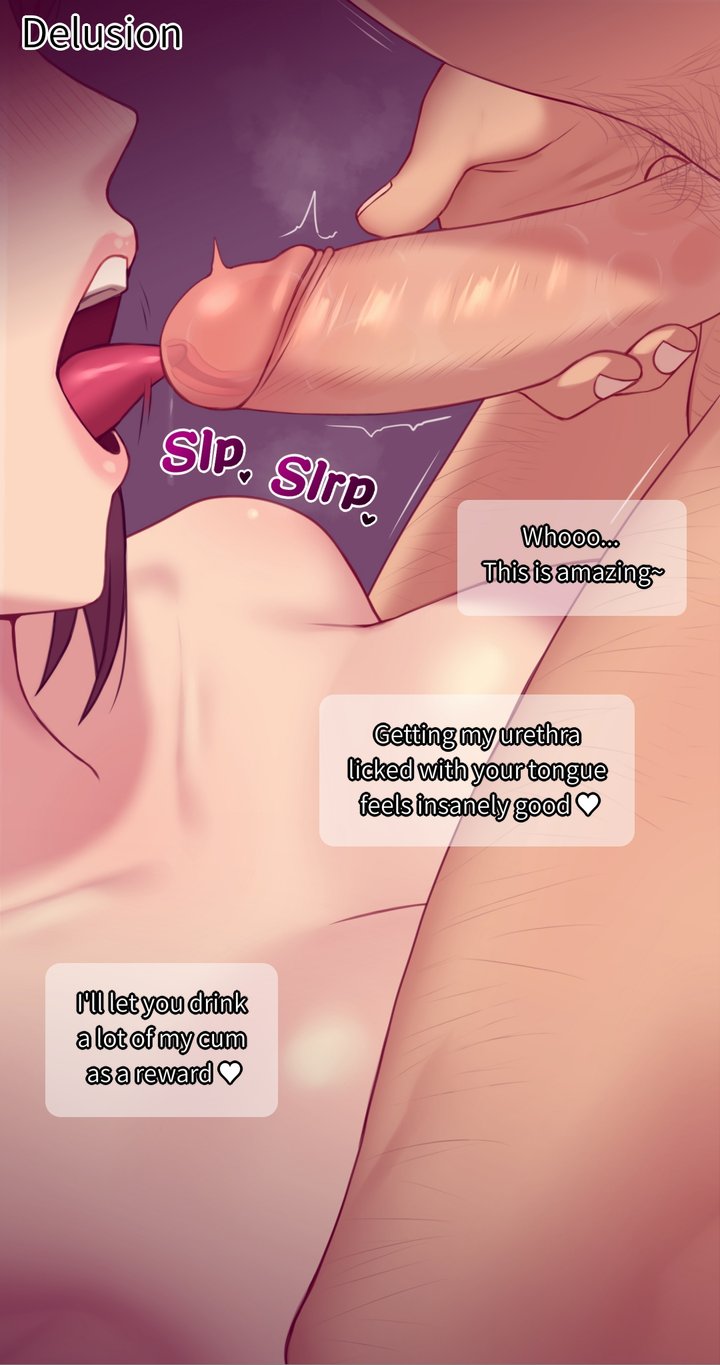 Delusion
Slp
Slrp
Whooo...
This is amazing~
Getting my urethra
licked with your tongue
feels insanely good ♥
I'll let you drink
a lot of my cum
as a reward ♥